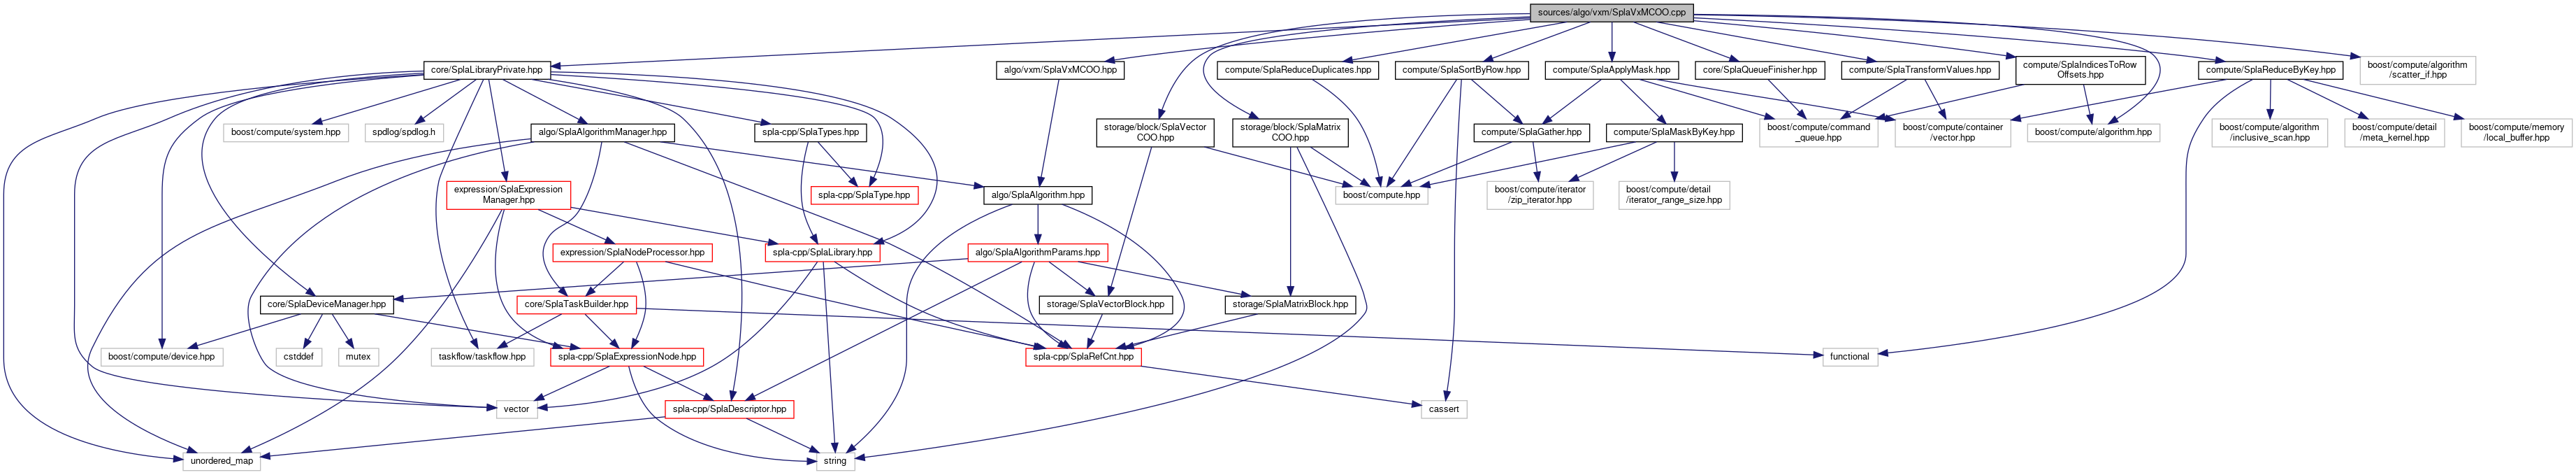 sources/algo/vxm/SplaVxMCOO.cpp
core/SplaLibraryPrivate.hpp
algo/vxm/SplaVxMCOO.hpp
compute/SplaReduceDuplicates.hpp
compute/SplaSortByRow.hpp
compute/SplaApplyMask.hpp
core/SplaQueueFinisher.hpp
compute/SplaTransformValues.hpp
compute/SplaIndicesToRow
Offsets.hpp
compute/SplaReduceByKey.hpp
boost/compute/algorithm
/scatter_if.hpp
boost/compute/system.hpp
spdlog/spdlog.h
algo/SplaAlgorithmManager.hpp
spla-cpp/SplaTypes.hpp
storage/block/SplaVector
COO.hpp
storage/block/SplaMatrix
COO.hpp
compute/SplaGather.hpp
compute/SplaMaskByKey.hpp
boost/compute/command
_queue.hpp
boost/compute/container
/vector.hpp
boost/compute/algorithm.hpp
boost/compute/algorithm
/inclusive_scan.hpp
boost/compute/detail
/meta_kernel.hpp
boost/compute/memory
/local_buffer.hpp
expression/SplaExpression
Manager.hpp
spla-cpp/SplaType.hpp
algo/SplaAlgorithm.hpp
boost/compute.hpp
boost/compute/iterator
/zip_iterator.hpp
boost/compute/detail
/iterator_range_size.hpp
expression/SplaNodeProcessor.hpp
spla-cpp/SplaLibrary.hpp
algo/SplaAlgorithmParams.hpp
core/SplaDeviceManager.hpp
core/SplaTaskBuilder.hpp
storage/SplaVectorBlock.hpp
storage/SplaMatrixBlock.hpp
boost/compute/device.hpp
cstddef
mutex
taskflow/taskflow.hpp
spla-cpp/SplaExpressionNode.hpp
spla-cpp/SplaRefCnt.hpp
functional
vector
spla-cpp/SplaDescriptor.hpp
cassert
unordered_map
string